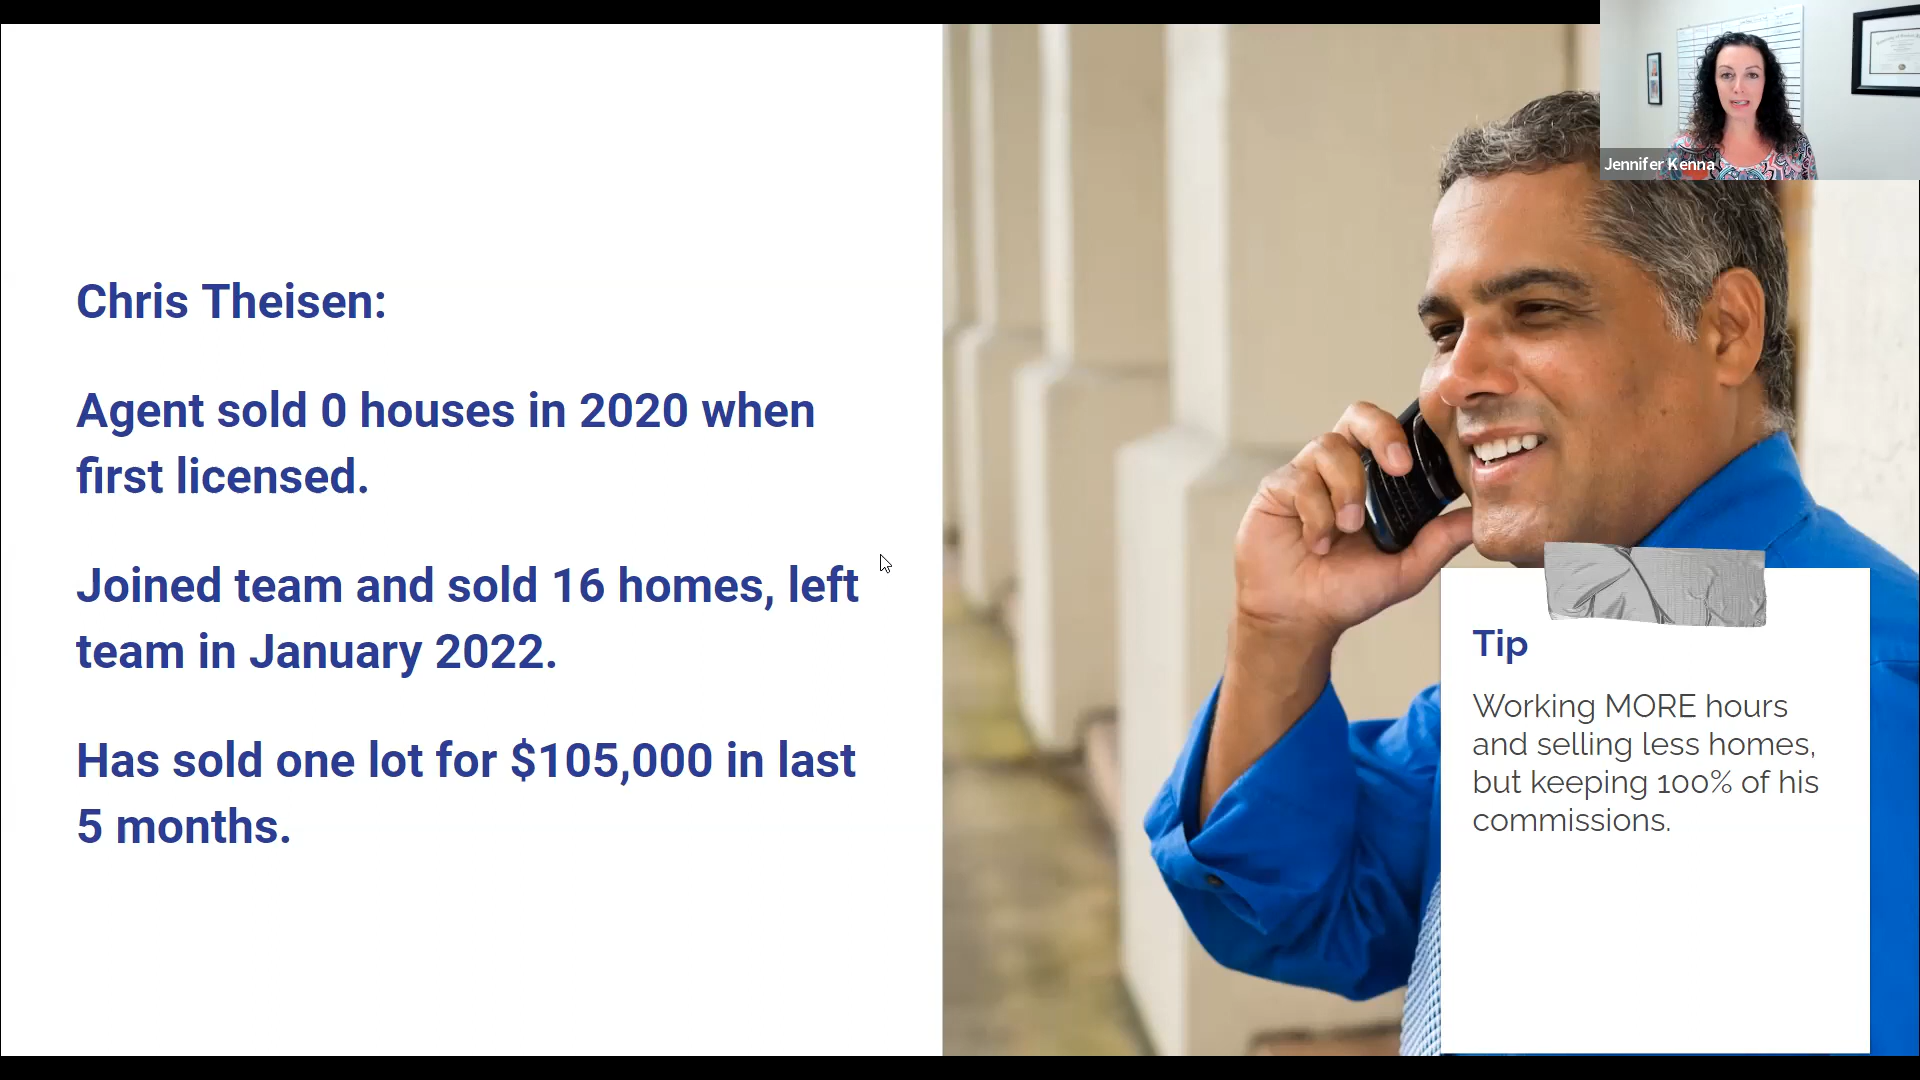 Jennifer Kenna
Chris Theisen:
Agent sold 0 houses in 2020 when
first licensed.
Joined team and sold 16 homes, left
team in January 2022.
Has sold one lot for $105,000 in last
5 months.
Tip
Working MORE hours
and selling less homes,
but keeping 100% of his
commissions.